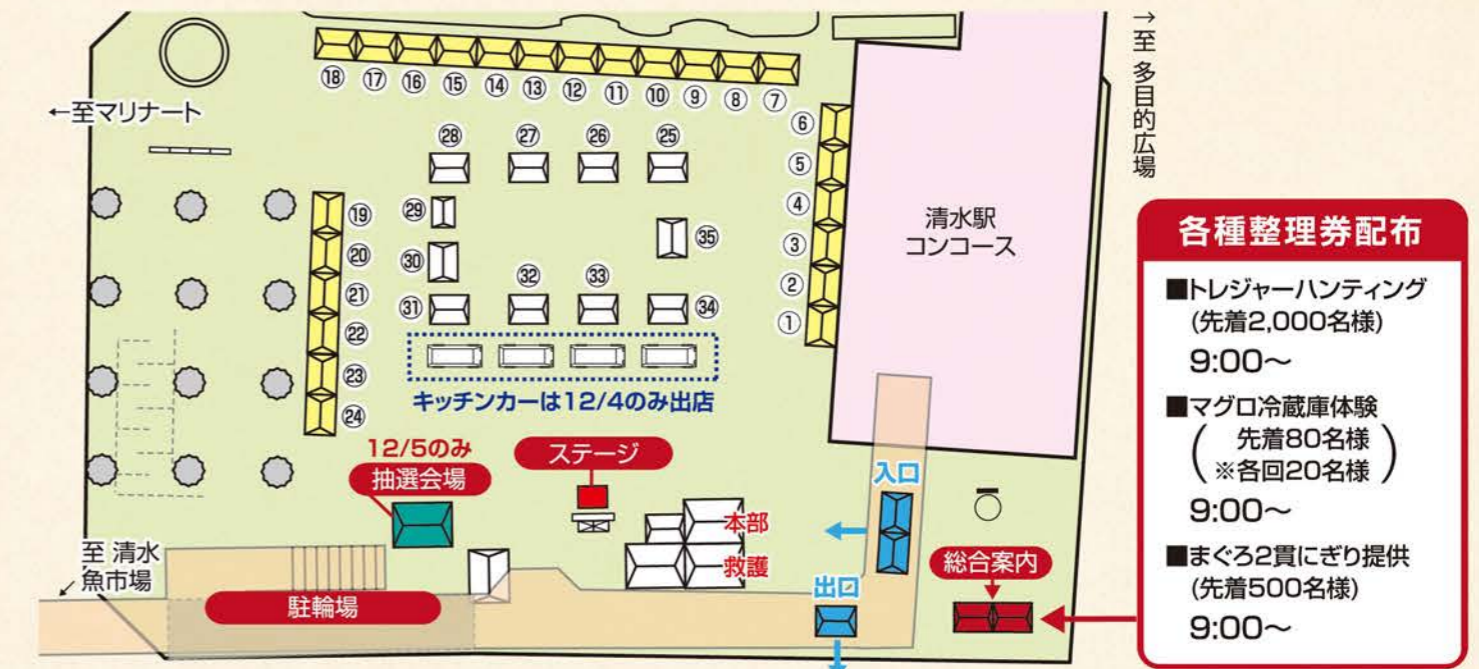 →至 多目的広場
⑱ ⑰ ⑯ ⑮ ⑭ ⑬ ⑫ ⑪ ⑩ ⑨ ⑧ ⑦
←至マリナート
⑥
⑤
④
③
②
①
㉘ ㉗ ㉖ ㉕
㉙
㉚
㉟
㉛ ㉜ ㉝ ㉞
⑲
⑳
㉑
㉒
㉓
㉔
清水駅
コンコース
キッチンカーは12/4のみ出店
12/5のみ
抽選会場
ステージ
本部
救護
入口
出口
総合案内
至 清水
魚市場
駐輪場
各種整理券配布
■トレジャーハンティング
(先着2,000名様)
9:00〜
■マグロ冷蔵庫体験
(先着80名様
※各回20名様)
9:00〜
■まぐろ2貫にぎり提供
(先着500名様)
9:00〜